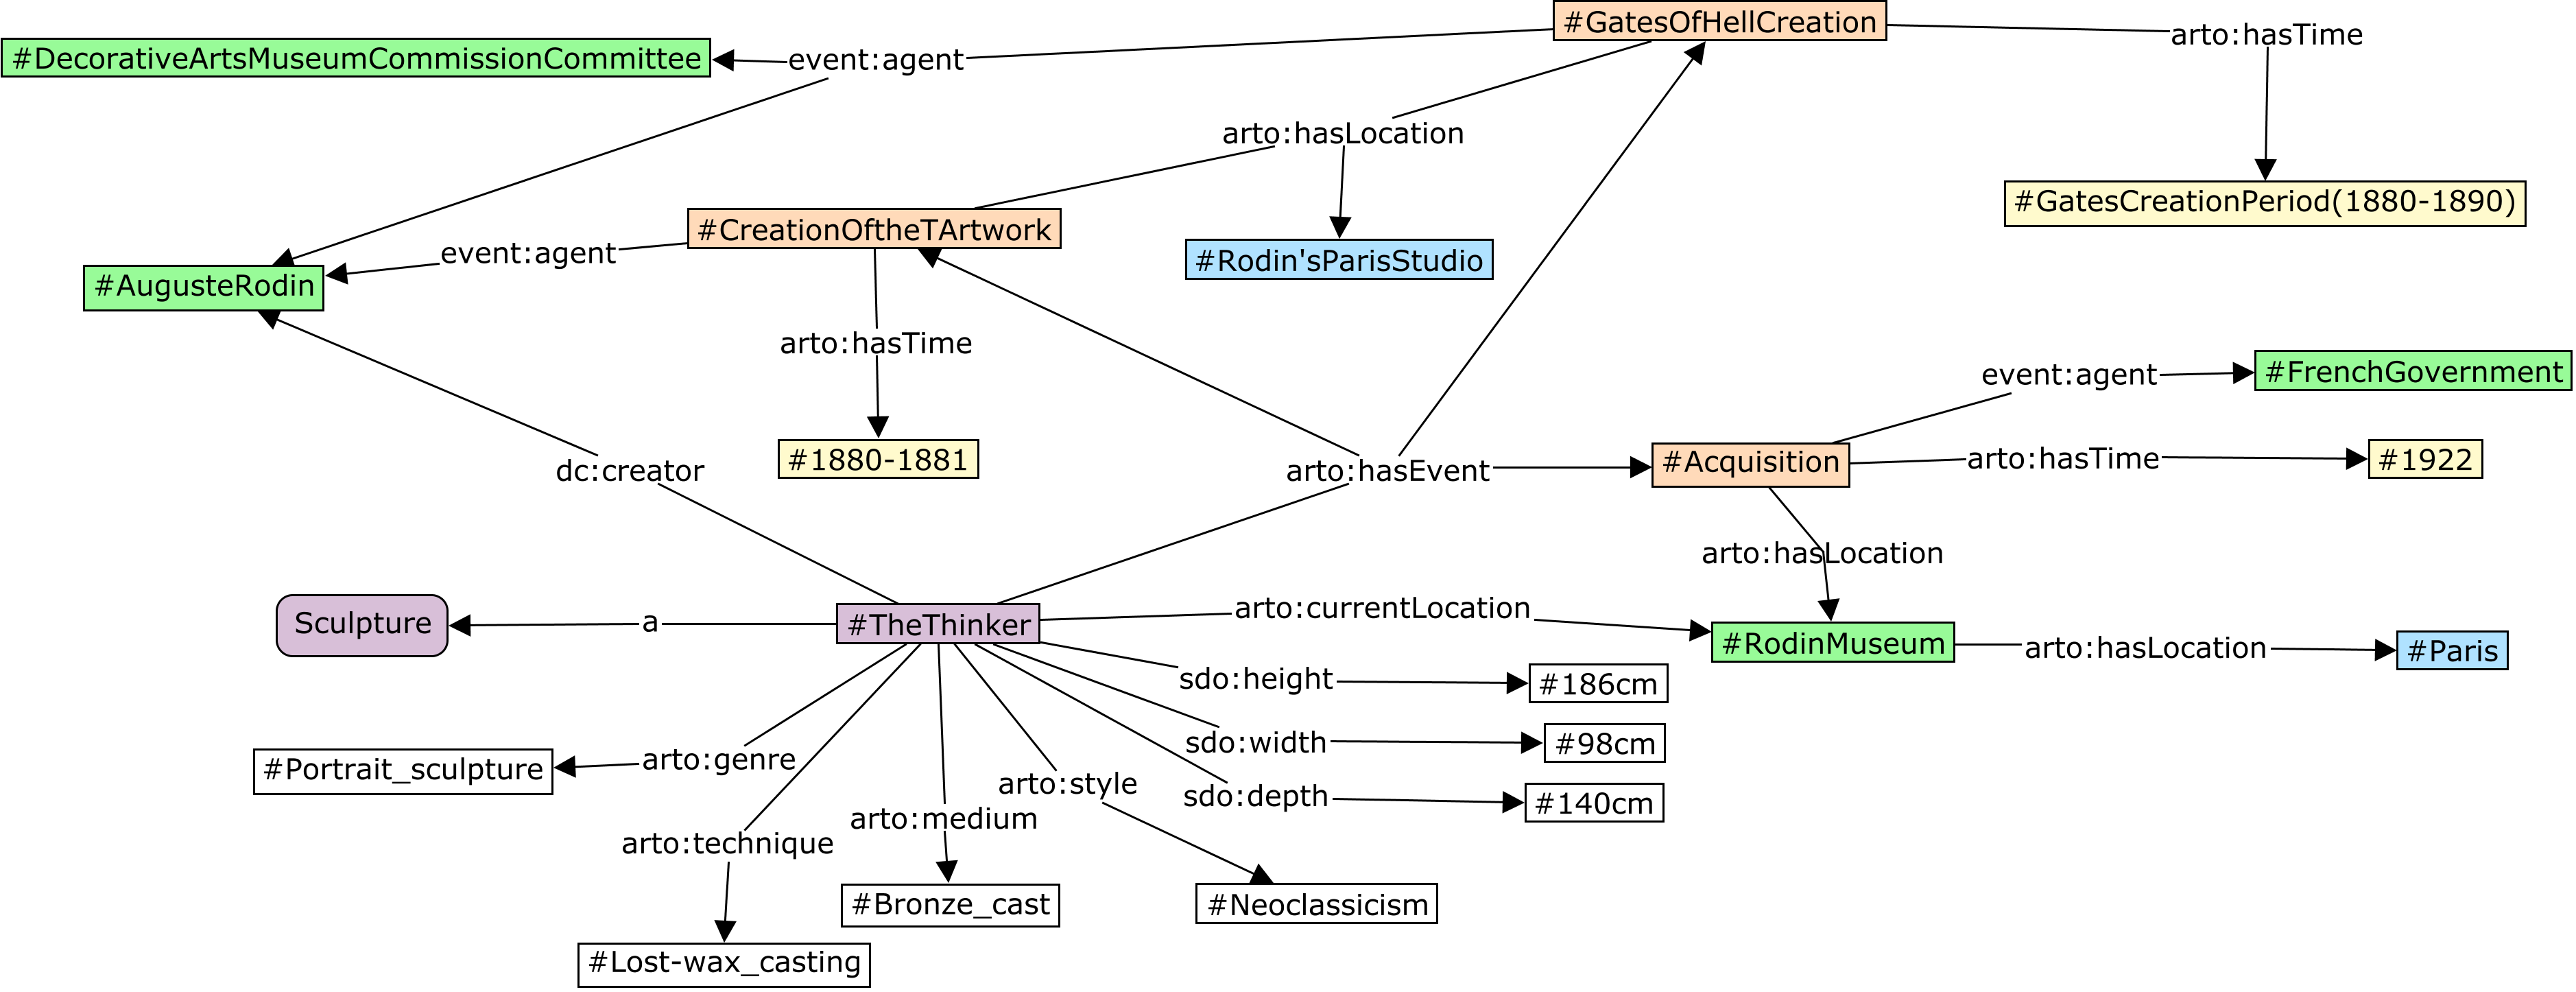 #GatesOfHellCreation
arto:hasTime
#DecorativeArtsMuseumCommissionCommittee
event:agent
arto:hasLocation
#GatesCreationPeriod(1880-1890)
#CreationOftheTArtwork
event:agent
#Rodin'sParisStudio
#AugusteRodin
arto:hasTime
event:agent
#FrenchGovernment
#1880-1881
dc:creator
arto:hasEvent
#Acquisition
arto:hasTime
#1922
arto:hasLocation
Sculpture
a
#TheThinker
arto:currentLocation
#RodinMuseum
arto:hasLocation
#Paris
sdo:height
#186cm
sdo:width
#98cm
#Portrait_sculpture
arto:genre
arto:style
sdo:depth
#140cm
arto:technique
arto:medium
#Bronze_cast
#Neoclassicism
#Lost-wax_casting